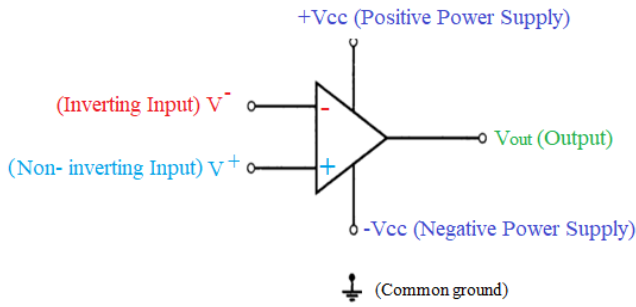 +Vcc (Positive Power Supply)
(Inverting Input) V-
-
Vout (Output)
(Non- inverting Input) V+
+
-Vcc (Negative Power Supply)
(Common ground)